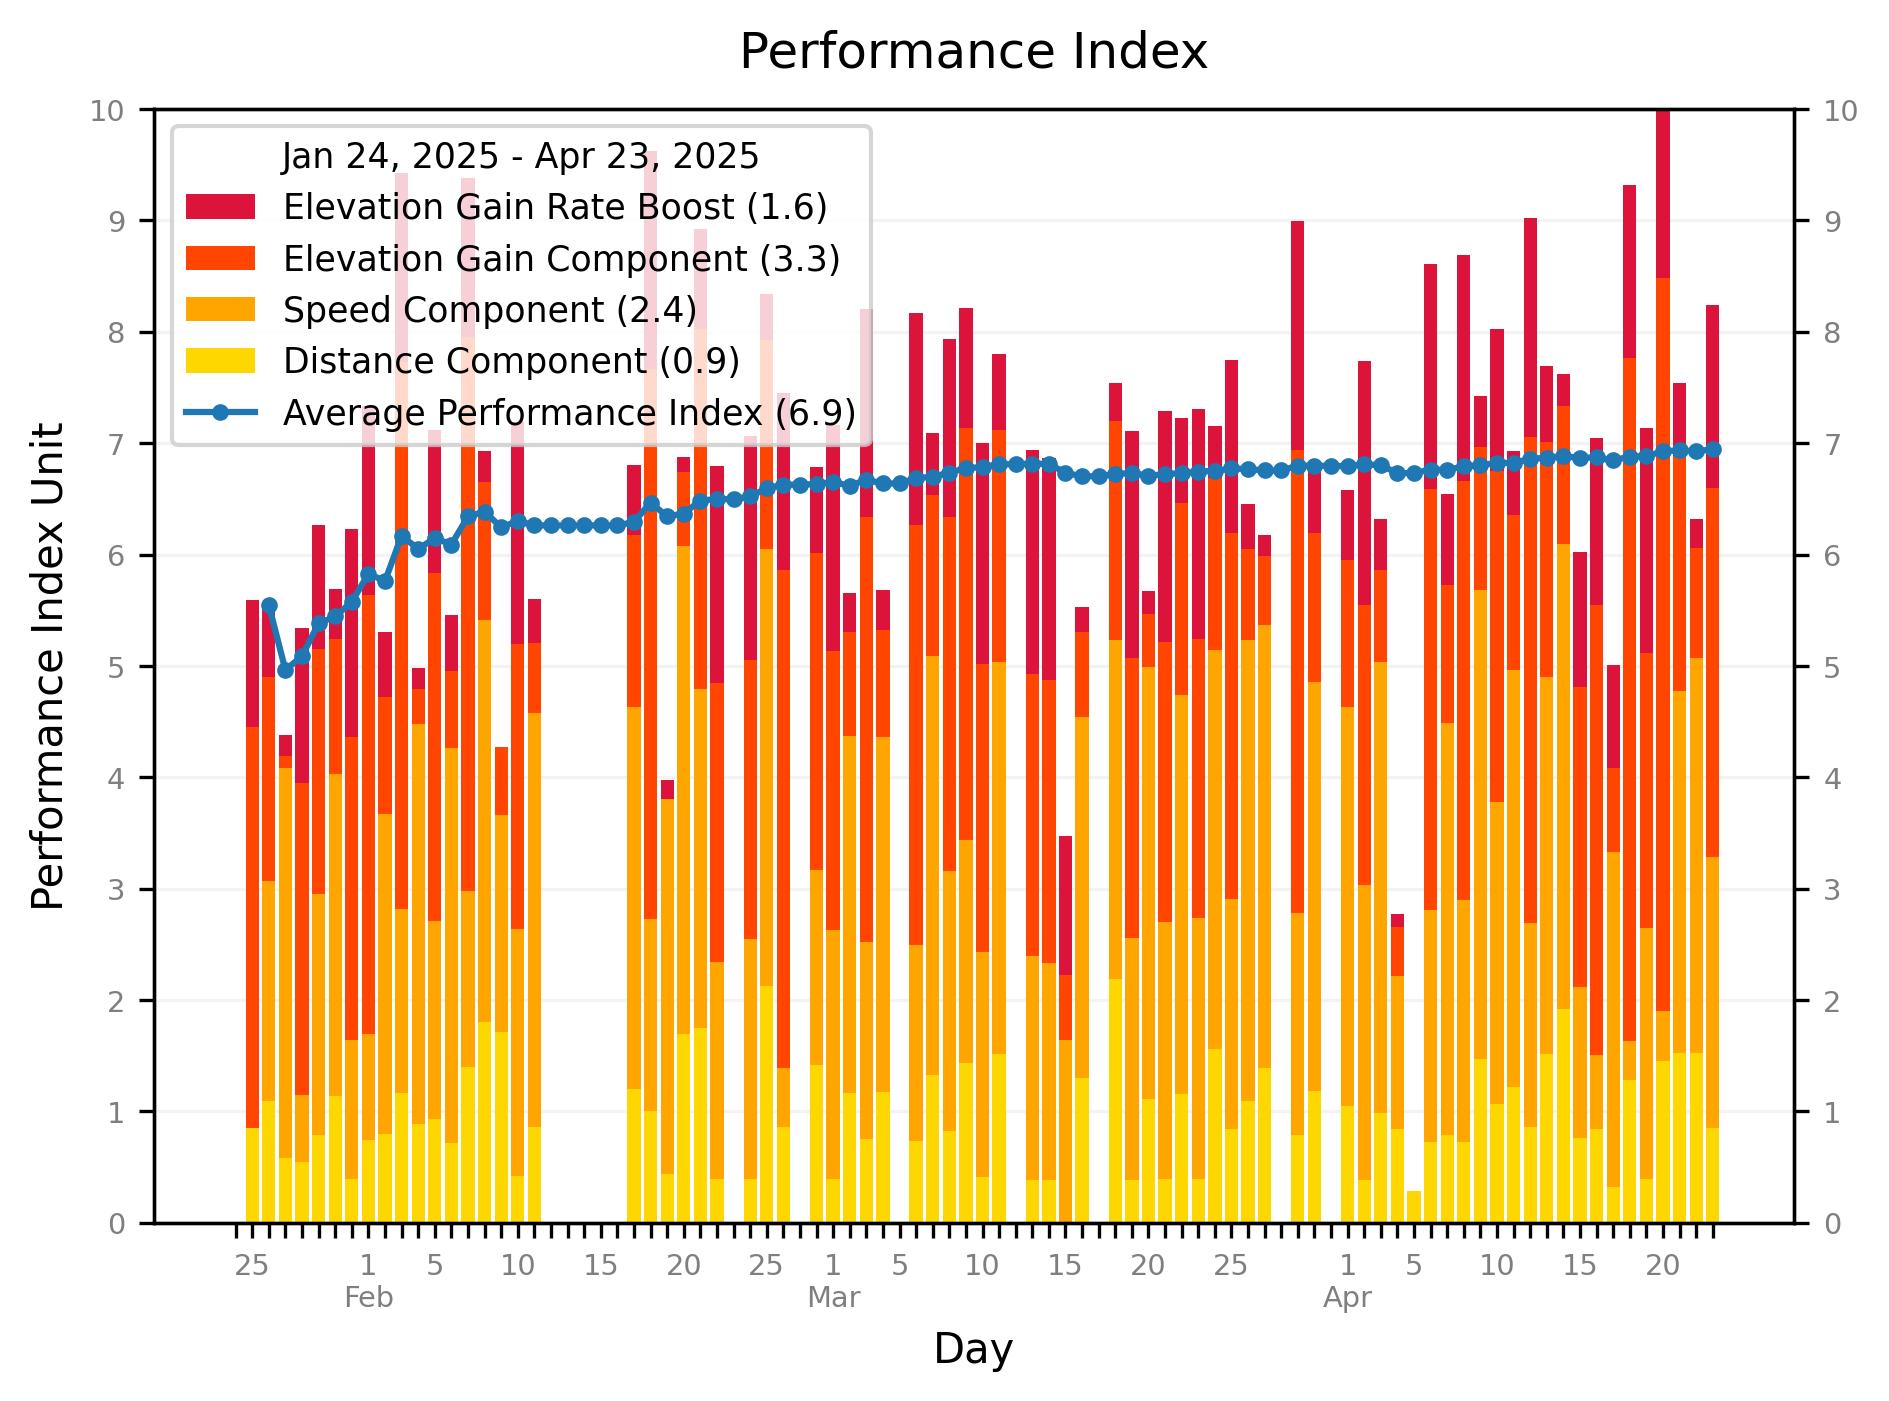 Performance Index
Jan 24, 2025 - Apr 23, 2025
Elevation Gain Rate Boost (1.6)
Elevation Gain Component (3.3)
Speed Component (2.4)
Distance Component (0.9)
Average Performance Index (6.9)
Performance Index Unit
10
9
8
7
6
5
4
3
2
1
0
10
9
8
7
6
5
4
3
2
1
0
25 1 5 10 15 20 25 1 5 10 15 20 25 1 5 10 15 20
Feb Mar Apr
Day